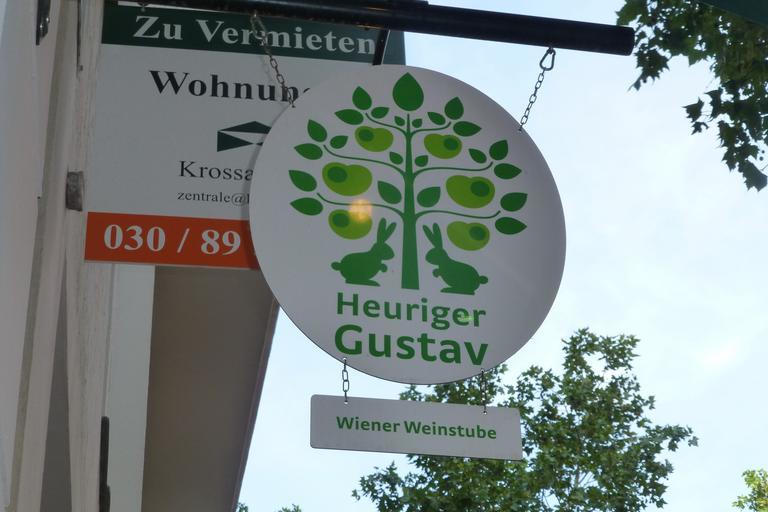 Zu Vermieten
Wohnun
Krossa
zentrale@
030 / 89
Heuriger
Gustav
Wiener Weinstube